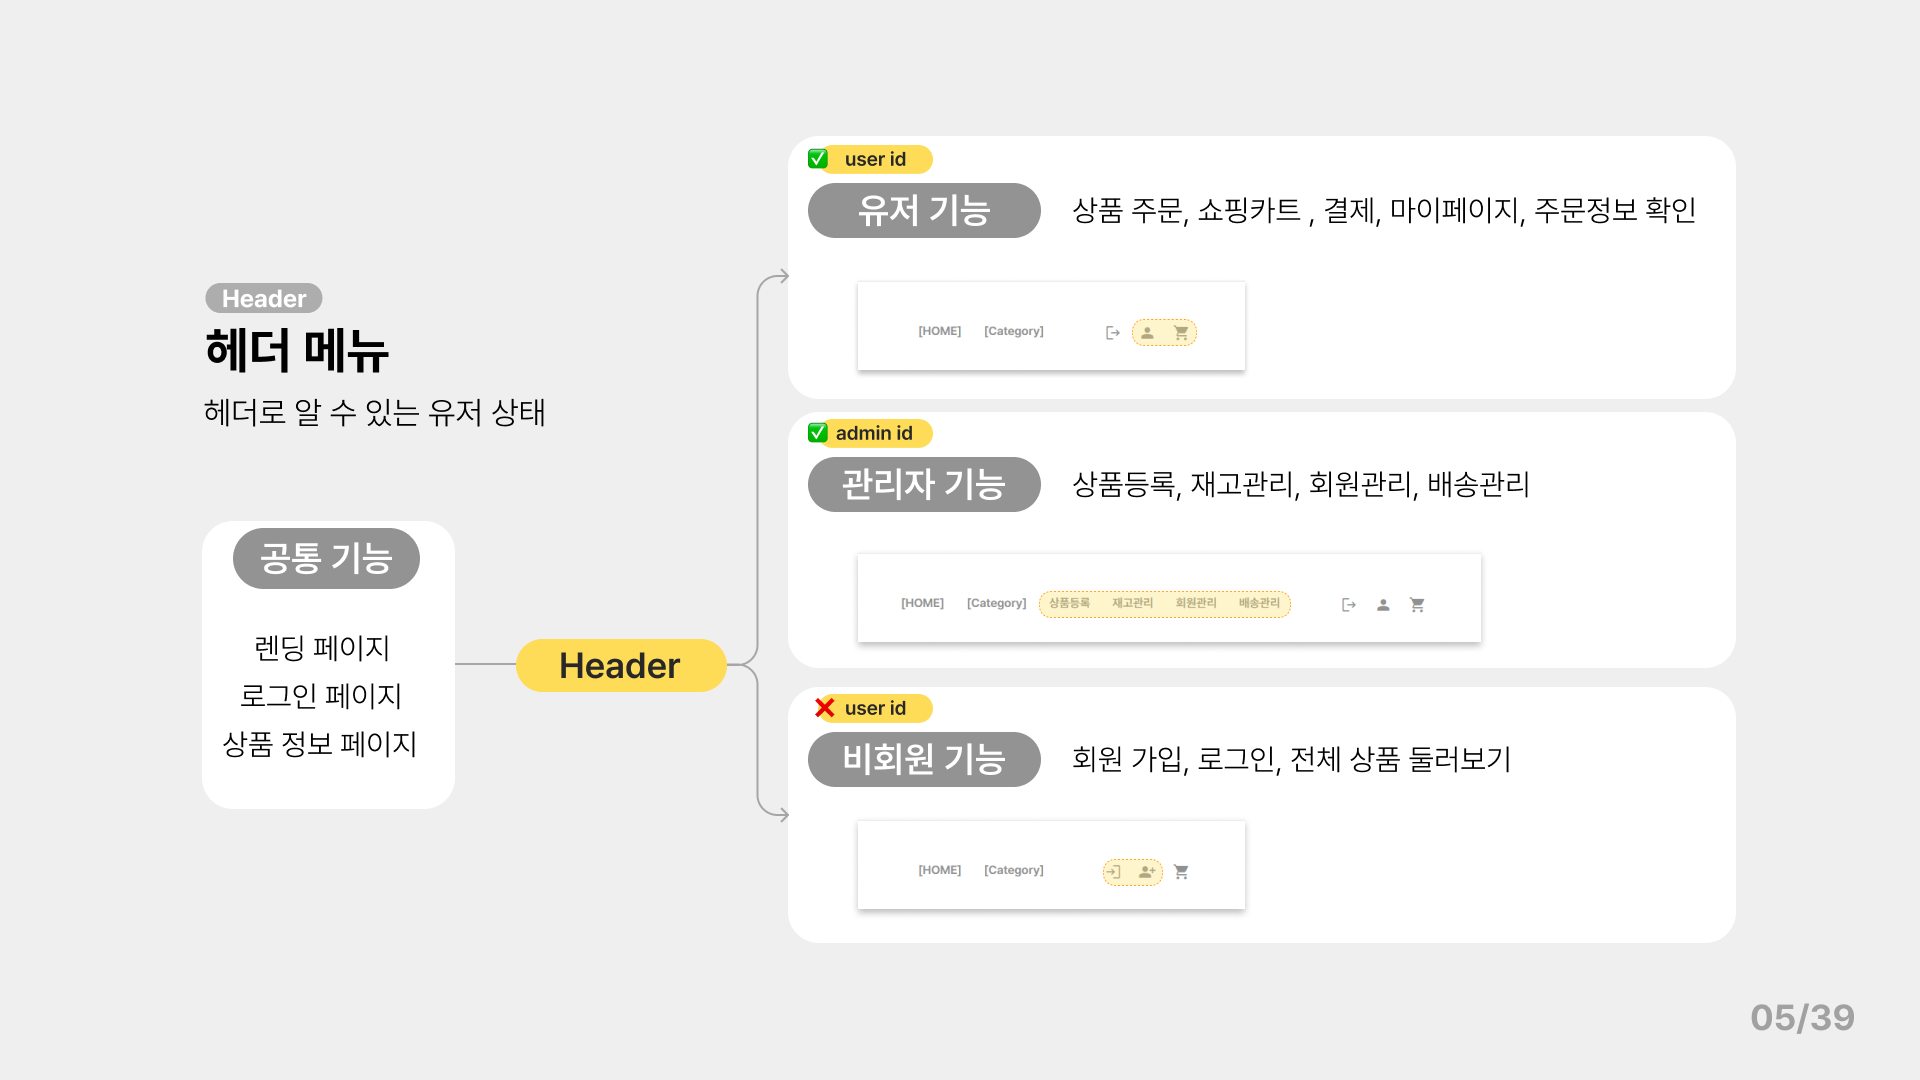 Header
헤더 메뉴
헤더로 알 수 있는 유저 상태
공통 기능
렌딩 페이지
로그인 페이지
상품 정보 페이지
Header
user id
유저 기능
상품 주문, 쇼핑카트 , 결제, 마이페이지, 주문정보 확인
[HOME] [Category]
admin id
관리자 기능
상품등록, 재고관리, 회원관리, 배송관리
[HOME] [Category] 상품등록 재고관리 회원관리 배송관리
user id
비회원 기능
회원 가입, 로그인, 전체 상품 둘러보기
[HOME] [Category]
05/39